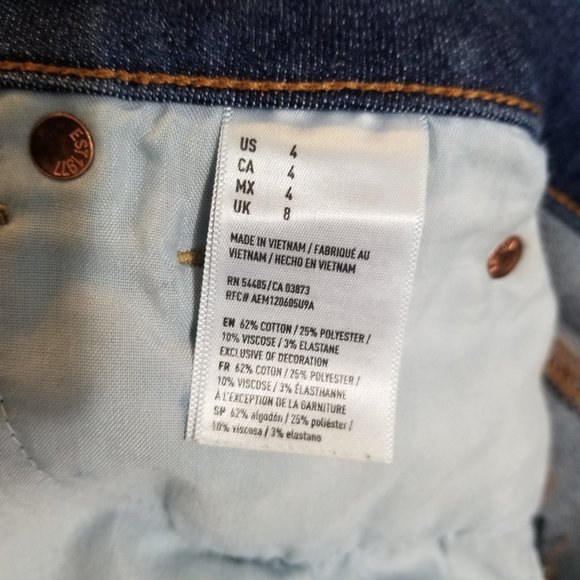 EST 1977
US 4
CA 4
MX 4
UK 8
MADE IN VIETNAM / FABRIQUÉ AU
VIETNAM / HECHO EN VIETNAM
RN 54485/CA 03873
RFC# AEM120605U9A
EN 62% COTTON / 25% POLYESTER /
10% VISCOSE / 3% ELASTANE
EXCLUSIVE OF DECORATION
FR 62% COTON / 25% POLYESTER /
10% VISCOSE / 3% ÉLASTHANNE
À L'EXCEPTION DE LA GARNITURE
SP 62% algodón / 25% poliéster /
10% viscosa / 3% elastano